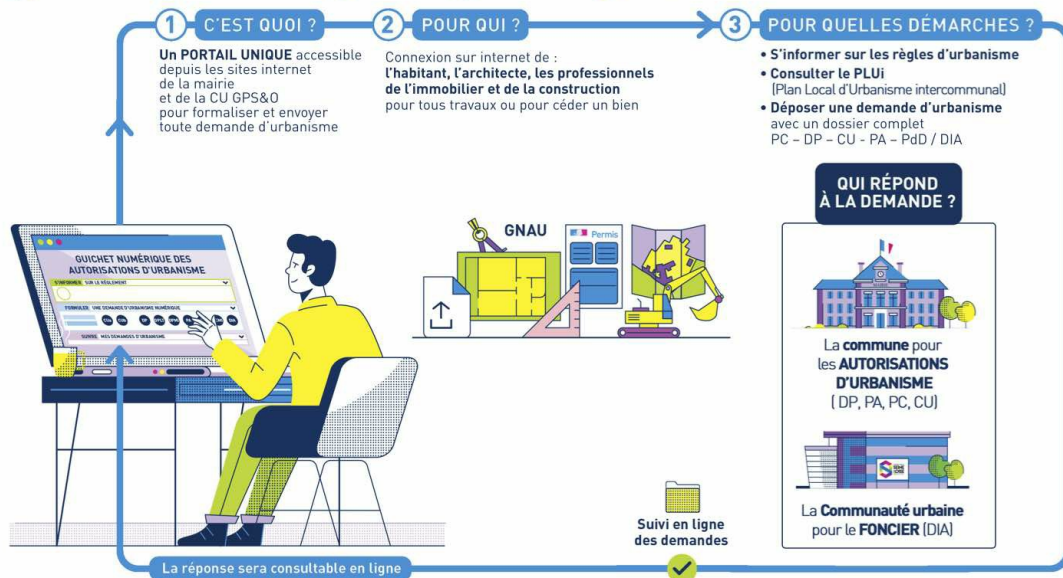 1 C'EST QUOI ?
Un PORTAIL UNIQUE accessible
depuis les sites internet
de la mairie
et de la CU GPS&O
pour formaliser et envoyer
toute demande d'urbanisme
2 POUR QUI ?
Connexion sur internet de :
l'habitant, l'architecte, les professionnels
de l'immobilier et de la construction
pour tous travaux ou pour céder un bien
3 POUR QUELLES DÉMARCHES ?
• S'informer sur les règles d'urbanisme
• Consulter le PLUi
(Plan Local d'Urbanisme intercommunal)
• Déposer une demande d'urbanisme
avec un dossier complet
PC – DP – CU - PA – PdD / DIA
QUI RÉPOND
À LA DEMANDE ?
La commune pour
les AUTORISATIONS
D'URBANISME
( DP, PA, PC, CU)
La Communauté urbaine
pour le FONCIER (DIA)
GUICHET NUMÉRIQUE DES
AUTORISATIONS D'URBANISME
S'INFORMER SUR LE RÈGLEMENT
FORMULER UNE DEMANDE D'URBANISME NUMÉRIQUE
CUa CUb DP PA DIA
SUIVRE MES DEMANDES D'URBANISME
GNAU
Permis
Suivi en ligne
des demandes
La réponse sera consultable en ligne